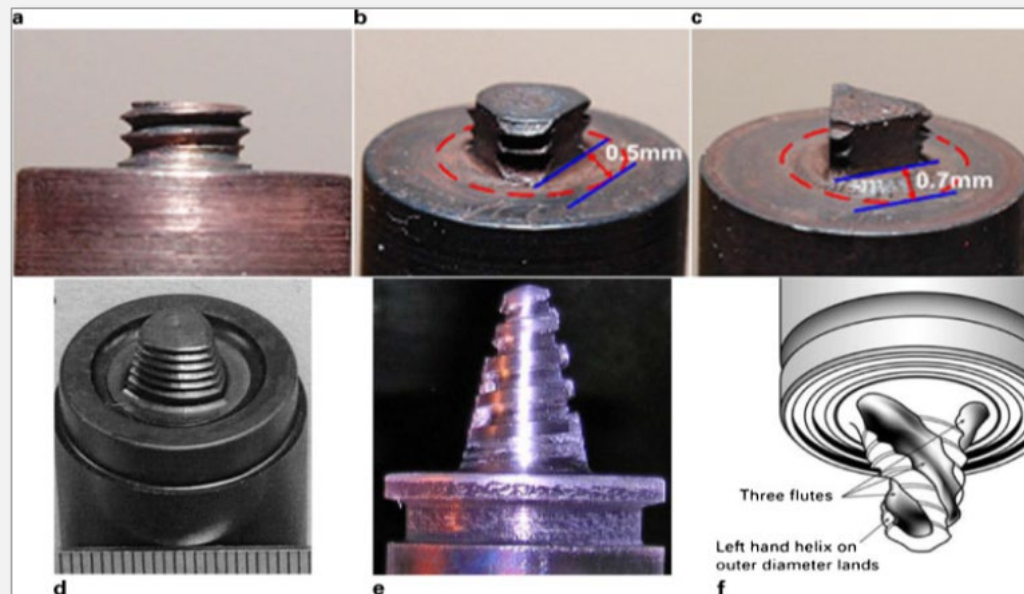 a
b
c
0.5mm
0.7mm
Three flutes
Left hand helix on
outer diameter lands
d
e
f